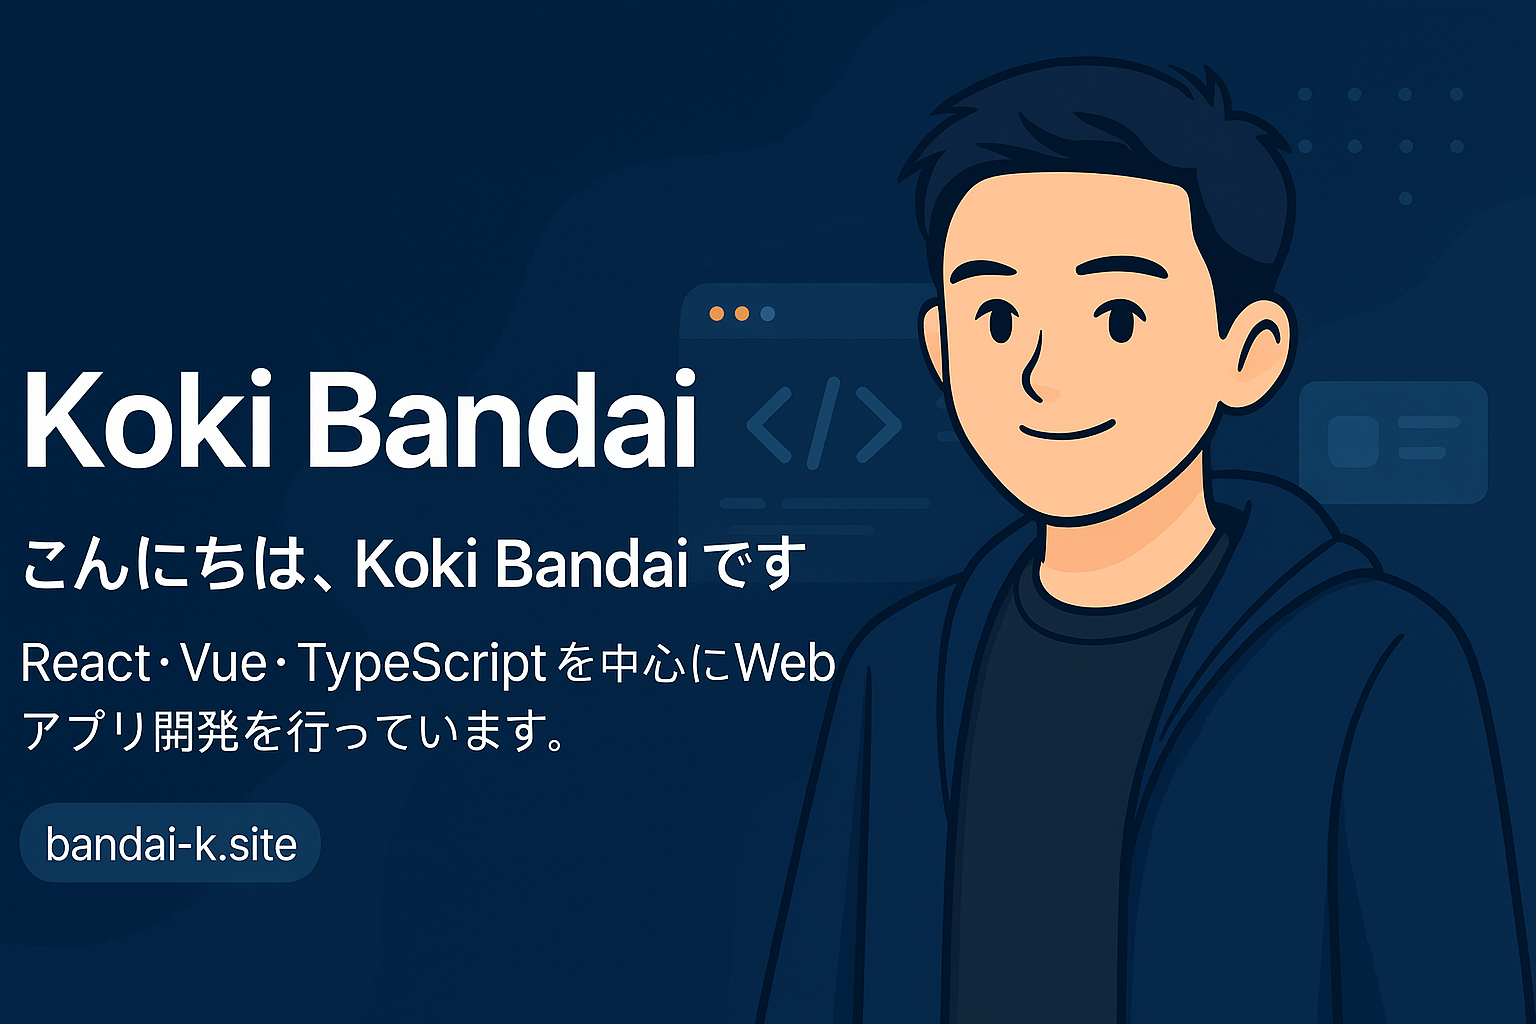 Koki Bandai
こんにちは、Koki Bandai です
React・Vue・TypeScript を中心にWeb
アプリ開発を行っています。
bandai-k.site